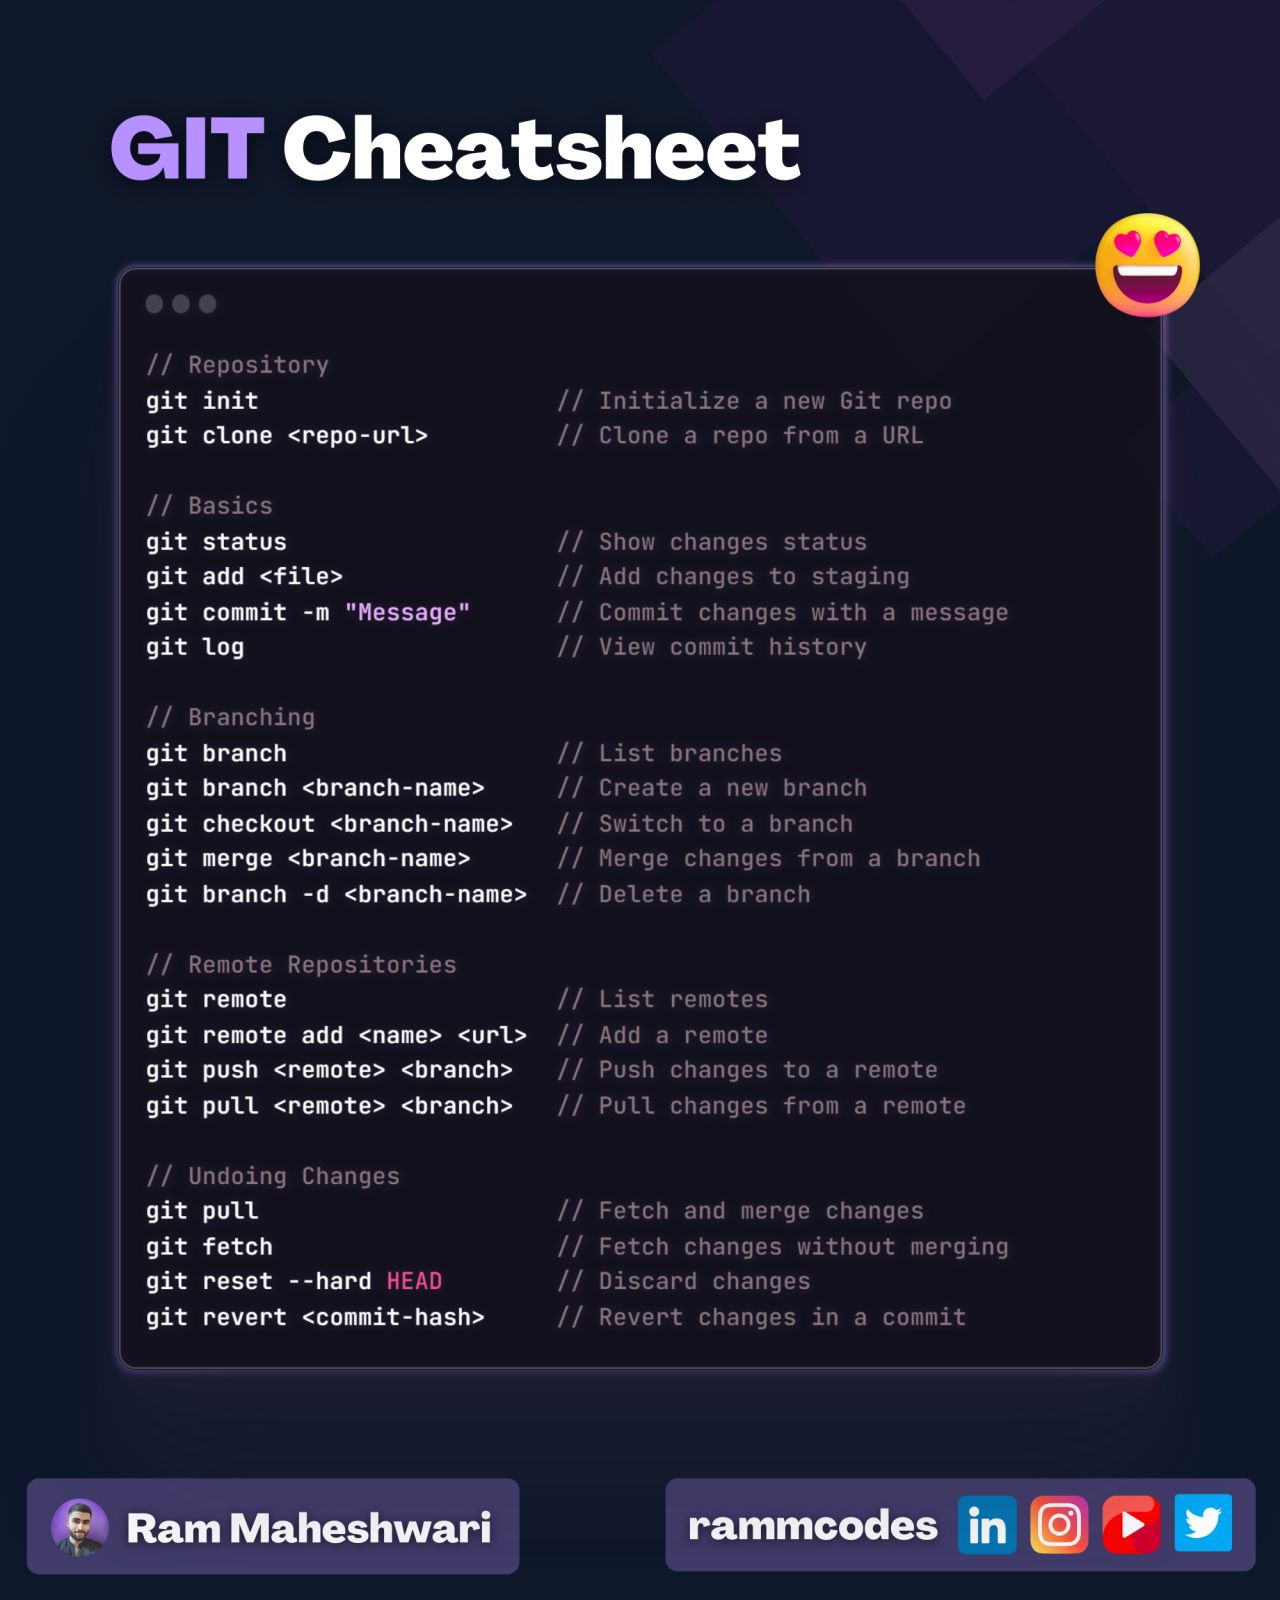 GIT Cheatsheet
// Repository
git init // Initialize a new Git repo
git clone <repo-url> // Clone a repo from a URL
// Basics
git status // Show changes status
git add <file> // Add changes to staging
git commit -m "Message" // Commit changes with a message
git log // View commit history
// Branching
git branch // List branches
git branch <branch-name> // Create a new branch
git checkout <branch-name> // Switch to a branch
git merge <branch-name> // Merge changes from a branch
git branch -d <branch-name> // Delete a branch
// Remote Repositories
git remote // List remotes
git remote add <name> <url> // Add a remote
git push <remote> <branch> // Push changes to a remote
git pull <remote> <branch> // Pull changes from a remote
// Undoing Changes
git pull // Fetch and merge changes
git fetch // Fetch changes without merging
git reset --hard HEAD // Discard changes
git revert <commit-hash> // Revert changes in a commit
Ram Maheshwari
rammcodes in